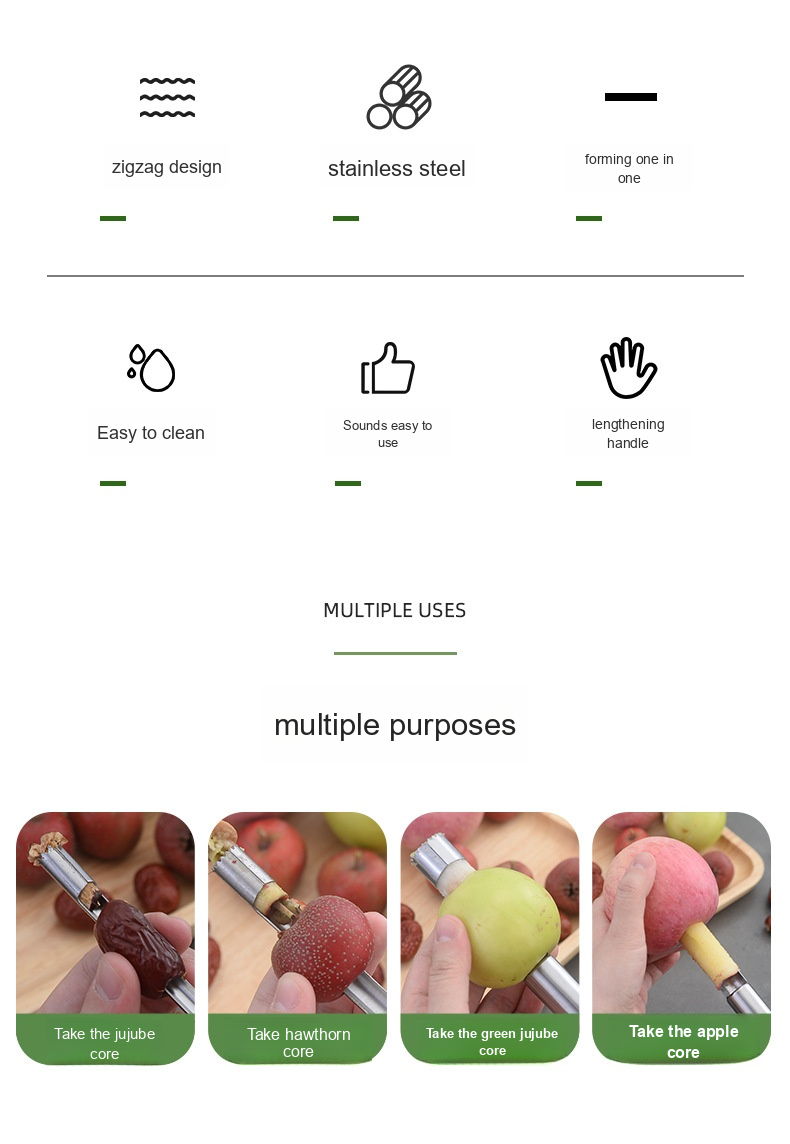 zigzag design
stainless steel
forming one in
one
Easy to clean
Sounds easy to
use
lengthening
handle
MULTIPLE USES
multiple purposes
Take the jujube
core
Take hawthorn
core
Take the green jujube
core
Take the apple
core